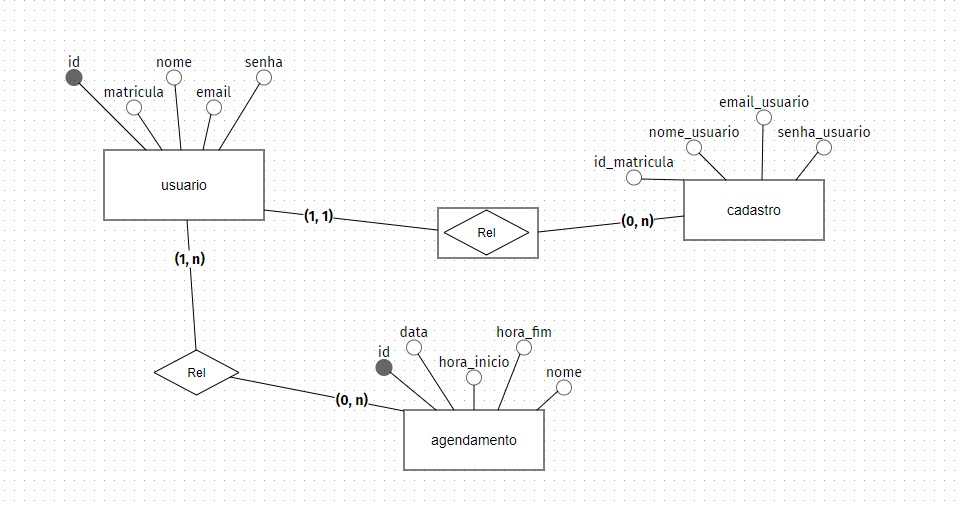 id
nome
senha
matricula
email
usuario
email_usuario
nome_usuario
senha_usuario
id_matricula
cadastro
(1, 1)
Rel
(0, n)
(1, n)
Rel
(0, n)
data
hora_fim
id
hora_inicio
nome
agendamento